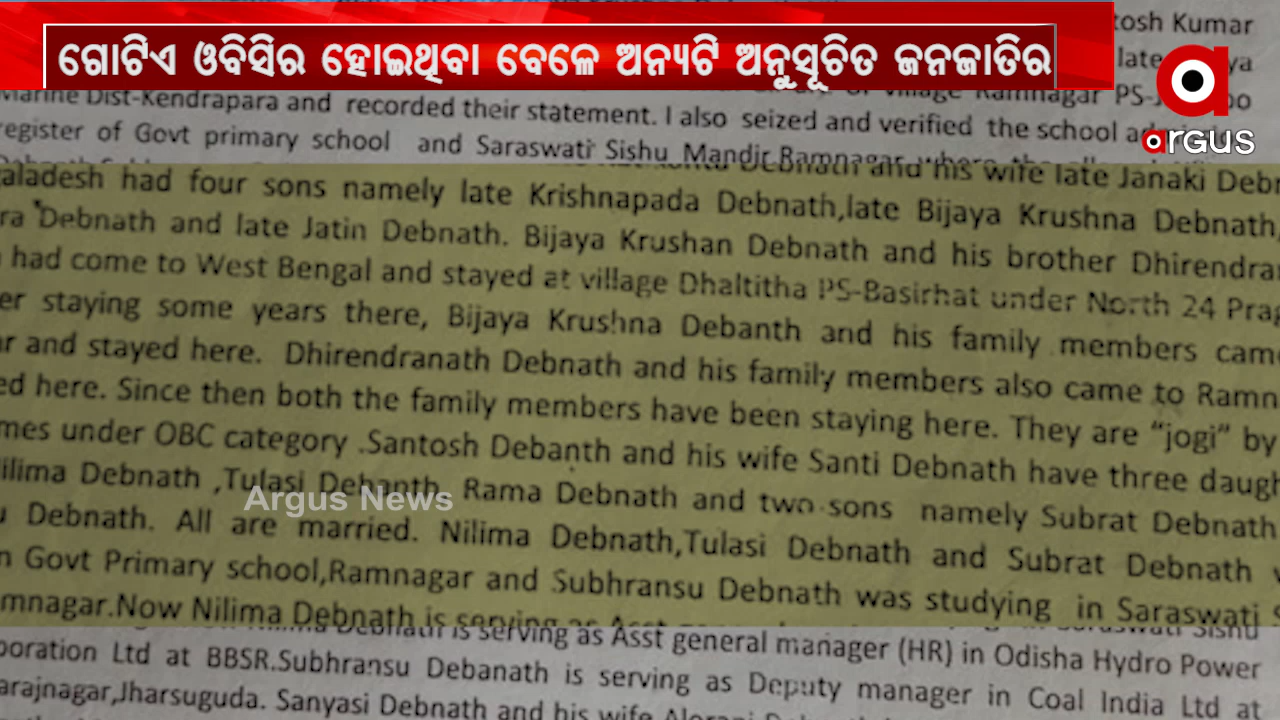 ଗୋଟିଏ ଓବିସିର ହୋଇଥିବା ବେଳେ ଅନ୍ୟଟି ଅନୁସୂଚିତ ଜନଜାତିର
argus
tosh Kumar
late
Marine Dist-Kendrapara and recorded their statement. I also seized and verified the school
register of Govt primary school and Saraswati Sishu Mandir Ramnagar where the
Debnath and his wife late Janaki
galadesh had four sons namely late Krishnapada Debnath,late Bijaya Krushna Debnath,
ra Debnath and late Jatin Debnath. Bijaya Krushan Debnath and his brother Dhirendra
had come to West Bengal and stayed at village Dhaltitha PS-Basirhat under North 24 Prag
er staying some years there, Bijaya Krushna Debanth and his family members came
ar and stayed here. Dhirendranath Debnath and his family members also came to Ramn
ed here. Since then both the family members have been staying here. They are “jogi” by
mes under OBC category .Santosh Debanth and his wife Santi Debnath have three daugh
Nilima Debnath ,Tulasi Debanth, Rama Debnath and two sons namely Subrat Debnath
u Debnath. All are married. Nilima Debnath,Tulasi Debnath and Subrat Debnath
n Govt Primary school,Ramnagar and Subhransu Debnath was studying in Saraswati S
mnagar.Now Nilima Debnath is serving as Asst general manager (HR) in Odisha Hydro Power
poration Ltd at BBSR.Subhransu Debanath is serving as Deputy manager in Coal India Ltd at
arajnagar,Jharsuguda. Sanyasi Debnath and his wife
Argus News